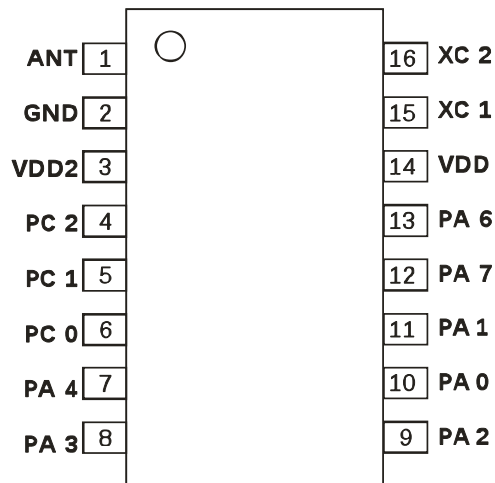 ANT 1 16 XC 2
GND 2 15 XC 1
VDD2 3 14 VDD
PC 2 4 13 PA 6
PC 1 5 12 PA 7
PC 0 6 11 PA 1
PA 4 7 10 PA 0
PA 3 8 9 PA 2